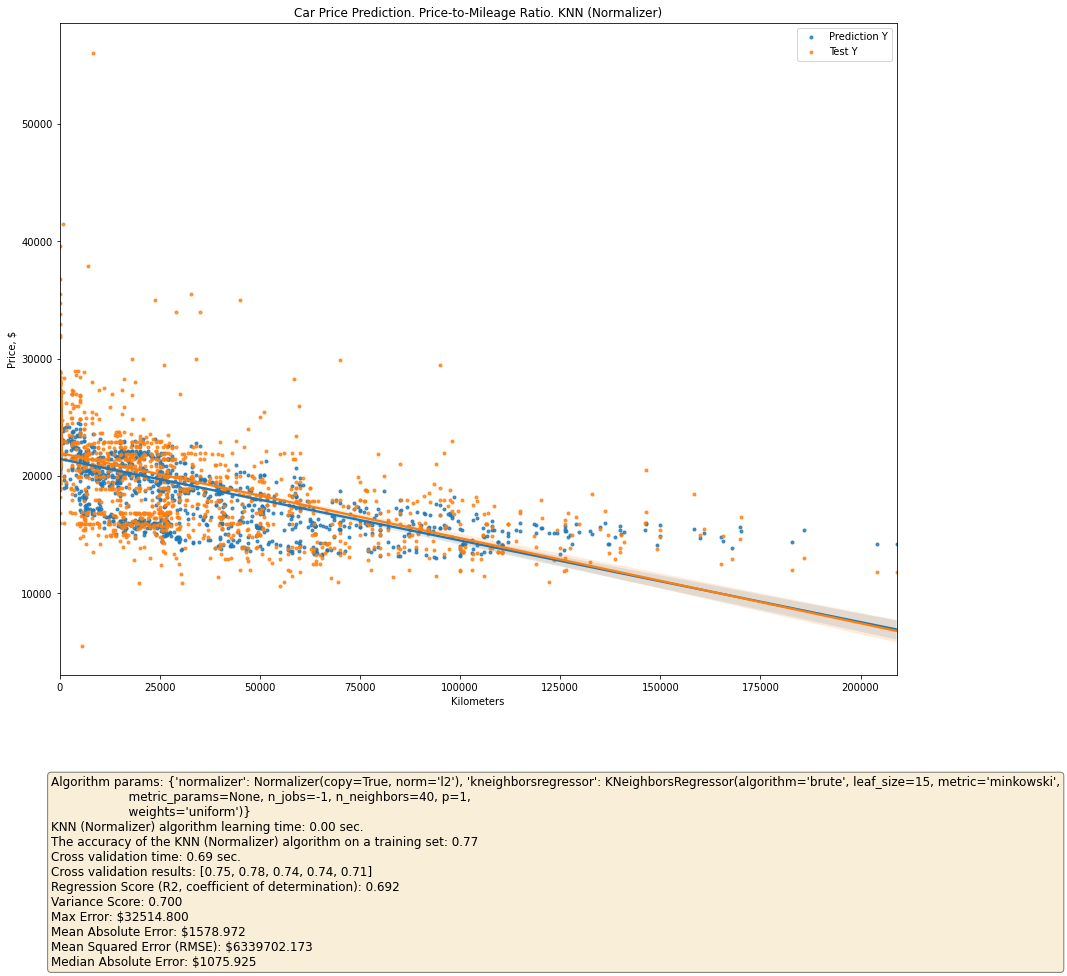 Car Price Prediction. Price-to-Mileage Ratio. KNN (Normalizer)
Prediction Y
Test Y
50000
40000
30000
20000
10000
Price, $
0 25000 50000 75000 100000 125000 150000 175000 200000
Kilometers
Algorithm params: {'normalizer': Normalizer(copy=True, norm='l2'), 'kneighborsregressor': KNeighborsRegressor(algorithm='brute', leaf_size=15, metric='minkowski',
metric_params=None, n_jobs=-1, n_neighbors=40, p=1,
weights='uniform')}
KNN (Normalizer) algorithm learning time: 0.00 sec.
The accuracy of the KNN (Normalizer) algorithm on a training set: 0.77
Cross validation time: 0.69 sec.
Cross validation results: [0.75, 0.78, 0.74, 0.74, 0.71]
Regression Score (R2, coefficient of determination): 0.692
Variance Score: 0.700
Max Error: $32514.800
Mean Absolute Error: $1578.972
Mean Squared Error (RMSE): $6339702.173
Median Absolute Error: $1075.925